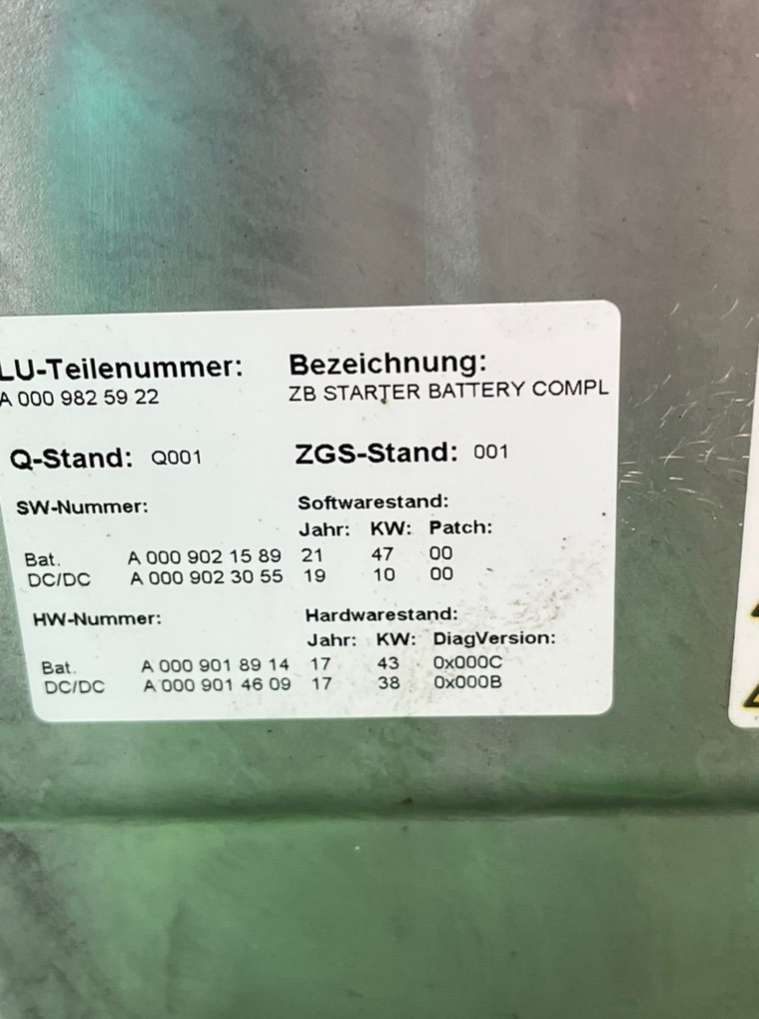 LU-Teilenummer: Bezeichnung:
A 000 982 59 22 ZB STARTER BATTERY COMPL
Q-Stand: Q001 ZGS-Stand: 001
SW-Nummer: Softwarestand:
Jahr: KW: Patch:
Bat. A 000 902 15 89 21 47 00
DC/DC A 000 902 30 55 19 10 00
HW-Nummer: Hardwarestand:
Jahr: KW: DiagVersion:
Bat. A 000 901 89 14 17 43 0x000C
DC/DC A 000 901 46 09 17 38 0x000B